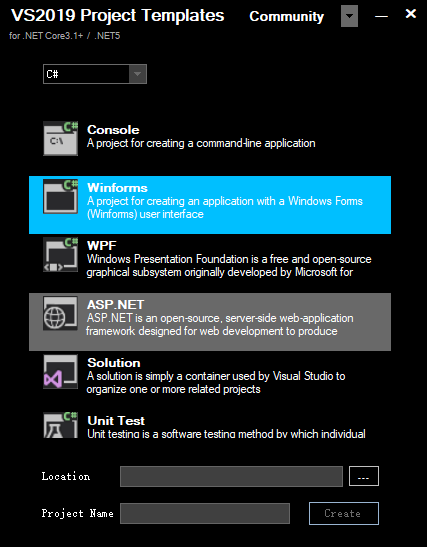 VS2019 Project Templates
Community
for .NET Core3.1+ / .NET5
C#
Console
A project for creating a command-line application
Winforms
A project for creating an application with a Windows Forms
(Winforms) user interface
WPF
Windows Presentation Foundation is a free and open-source
graphical subsystem originally developed by Microsoft for
ASP.NET
ASP.NET is an open-source, server-side web-application
framework designed for web development to produce
Solution
A solution is simply a container used by Visual Studio to
organize one or more related projects
Unit Test
Unit testing is a software testing method by which individual
Location
...
Project Name
Create